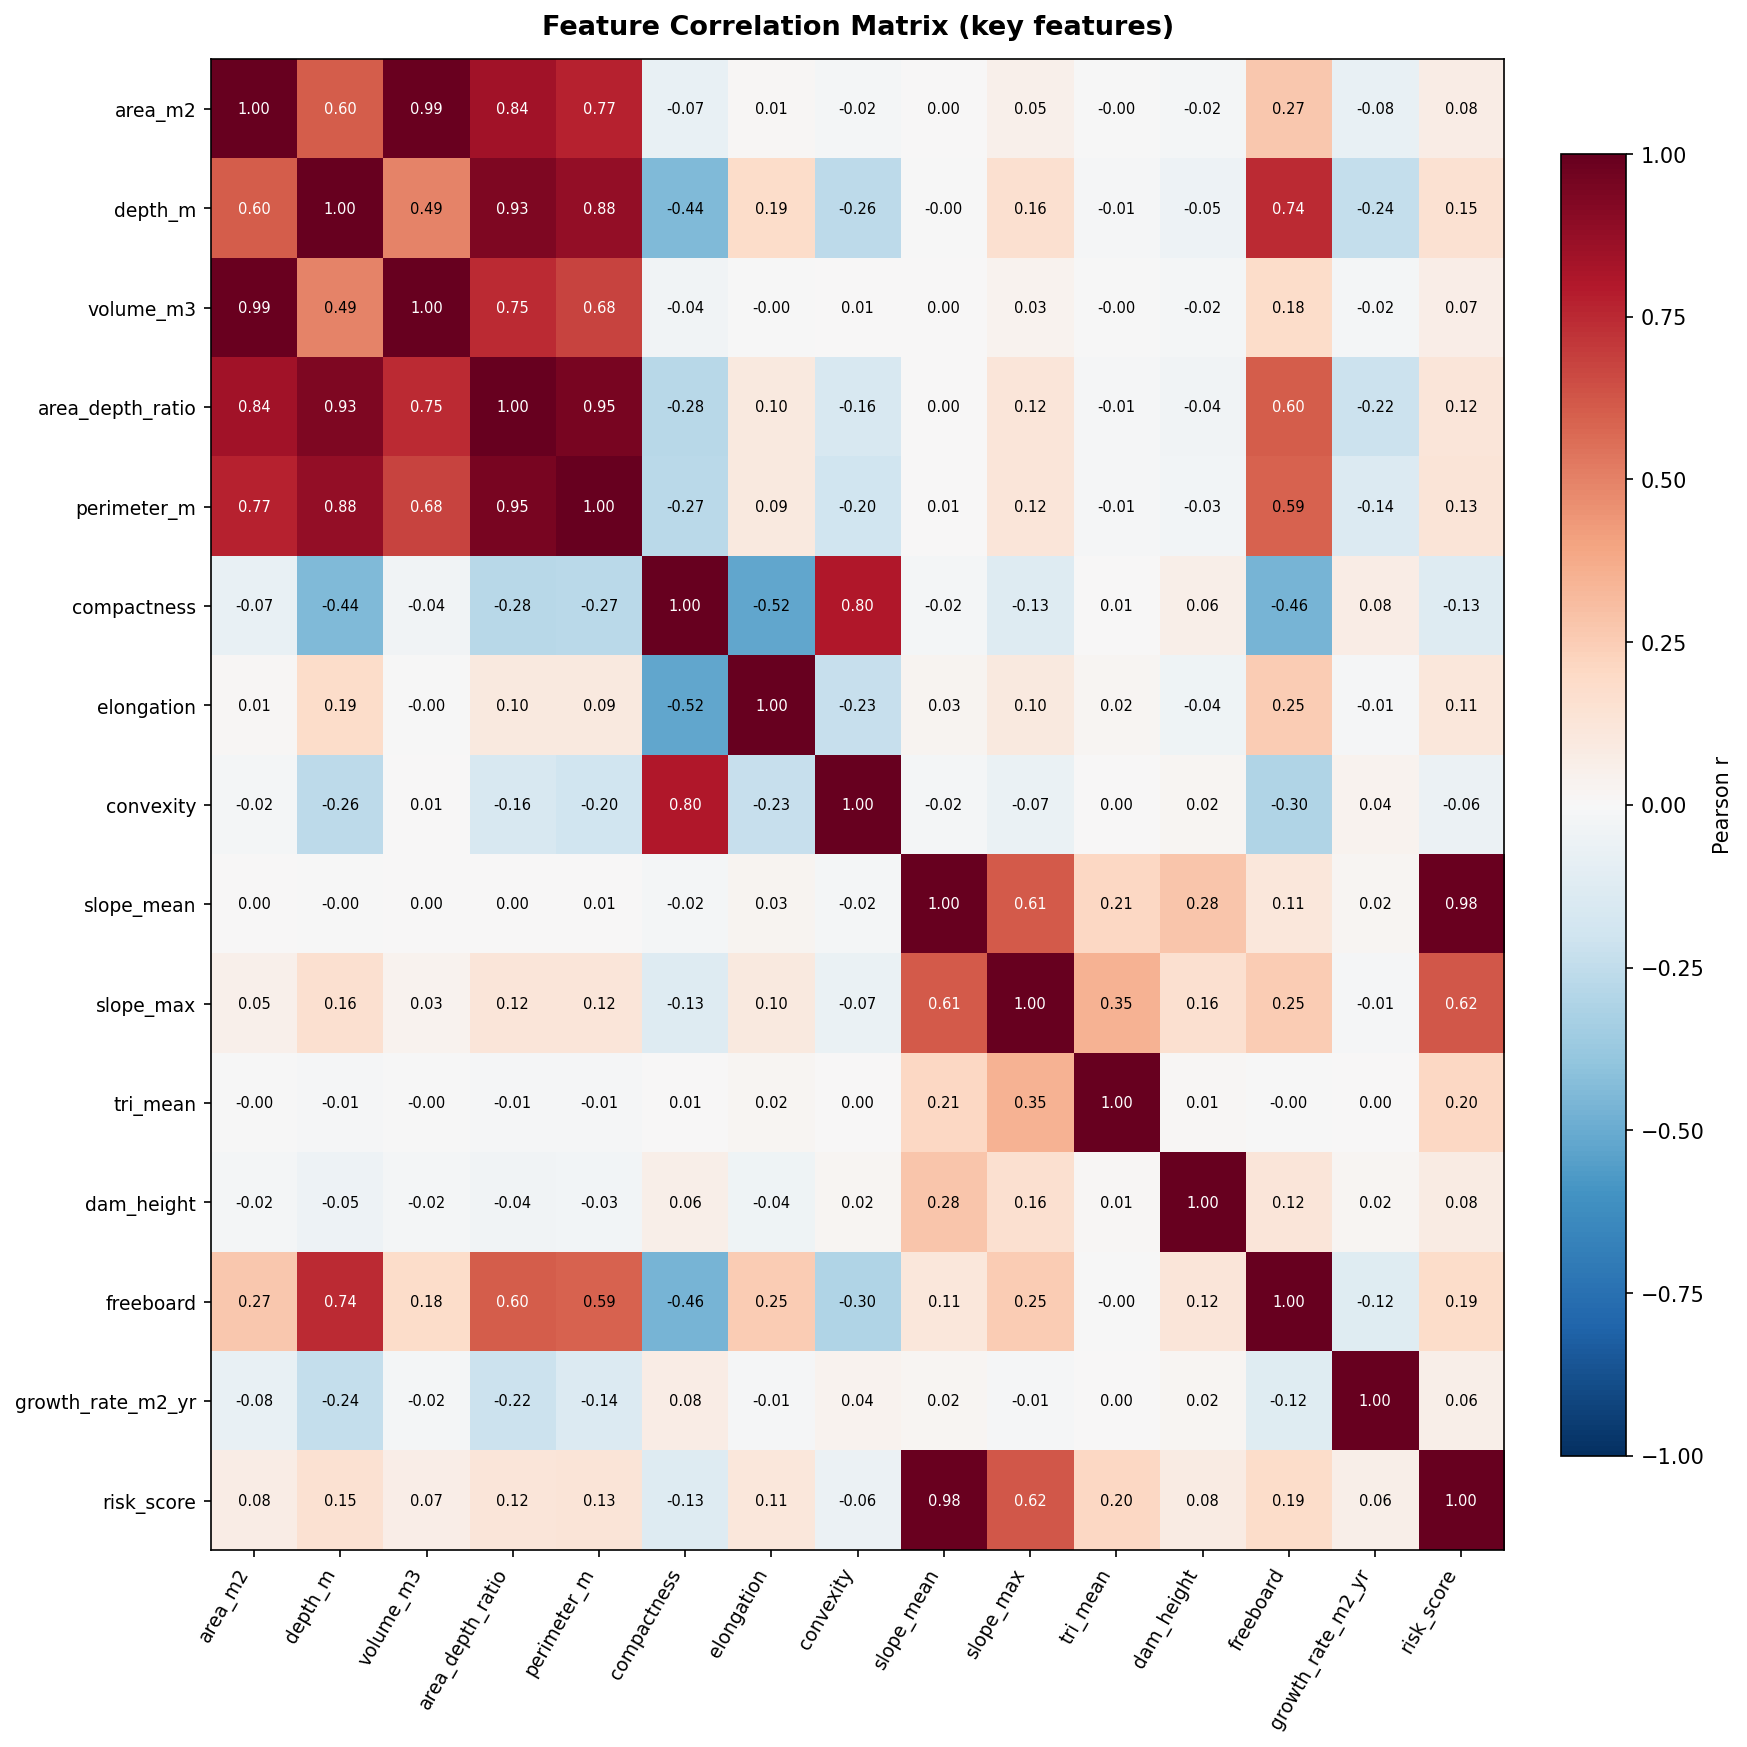 Feature Correlation Matrix (key features)
area_m2 1.00 0.60 0.99 0.84 0.77 -0.07 0.01 -0.02 0.00 0.05 -0.00 -0.02 0.27 -0.08 0.08
depth_m 0.60 1.00 0.49 0.93 0.88 -0.44 0.19 -0.26 -0.00 0.16 -0.01 -0.05 0.74 -0.24 0.15
volume_m3 0.99 0.49 1.00 0.75 0.68 -0.04 -0.00 0.01 0.00 0.03 -0.00 -0.02 0.18 -0.02 0.07
area_depth_ratio 0.84 0.93 0.75 1.00 0.95 -0.28 0.10 -0.16 0.00 0.12 -0.01 -0.04 0.60 -0.22 0.12
perimeter_m 0.77 0.88 0.68 0.95 1.00 -0.27 0.09 -0.20 0.01 0.12 -0.01 -0.03 0.59 -0.14 0.13
compactness -0.07 -0.44 -0.04 -0.28 -0.27 1.00 -0.52 0.80 -0.02 -0.13 0.01 0.06 -0.46 0.08 -0.13
elongation 0.01 0.19 -0.00 0.10 0.09 -0.52 1.00 -0.23 0.03 0.10 0.02 -0.04 0.25 -0.01 0.11
convexity -0.02 -0.26 0.01 -0.16 -0.20 0.80 -0.23 1.00 -0.02 -0.07 0.00 0.02 -0.30 0.04 -0.06
slope_mean 0.00 -0.00 0.00 0.00 0.01 -0.02 0.03 -0.02 1.00 0.61 0.21 0.28 0.11 0.02 0.98
slope_max 0.05 0.16 0.03 0.12 0.12 -0.13 0.10 -0.07 0.61 1.00 0.35 0.16 0.25 -0.01 0.62
tri_mean -0.00 -0.01 -0.00 -0.01 -0.01 0.01 0.02 0.00 0.21 0.35 1.00 0.01 -0.00 0.00 0.20
dam_height -0.02 -0.05 -0.02 -0.04 -0.03 0.06 -0.04 0.02 0.28 0.16 0.01 1.00 0.12 0.02 0.08
freeboard 0.27 0.74 0.18 0.60 0.59 -0.46 0.25 -0.30 0.11 0.25 -0.00 0.12 1.00 -0.12 0.19
growth_rate_m2_yr -0.08 -0.24 -0.02 -0.22 -0.14 0.08 -0.01 0.04 0.02 -0.01 0.00 0.02 -0.12 1.00 0.06
risk_score 0.08 0.15 0.07 0.12 0.13 -0.13 0.11 -0.06 0.98 0.62 0.20 0.08 0.19 0.06 1.00
area_m2
depth_m
volume_m3
area_depth_ratio
perimeter_m
compactness
elongation
convexity
slope_mean
slope_max
tri_mean
dam_height
freeboard
growth_rate_m2_yr
risk_score
1.00
0.75
0.50
0.25
0.00
−0.25
−0.50
−0.75
−1.00
Pearson r